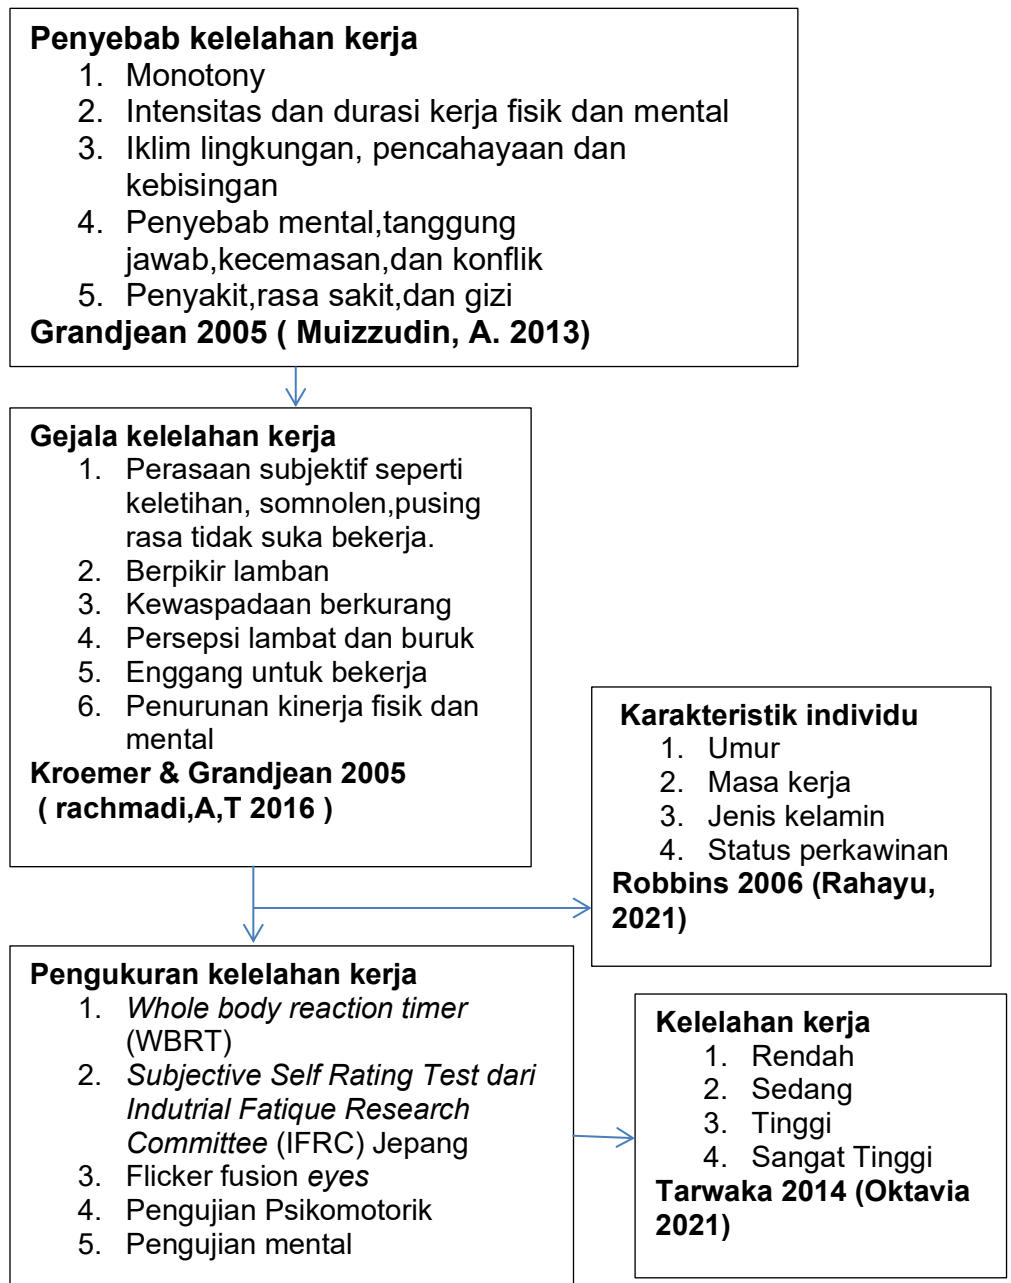 Penyebab kelelahan kerja
1. Monotony
2. Intensitas dan durasi kerja fisik dan mental
3. Iklim lingkungan, pencahayaan dan
kebisingan
4. Penyebab mental,tanggung
jawab,kecemasan,dan konflik
5. Penyakit,rasa sakit,dan gizi
Grandjean 2005 ( Muizzudin, A. 2013)
Gejala kelelahan kerja
1. Perasaan subjektif seperti
keletihan, somnolen,pusing
rasa tidak suka bekerja.
2. Berpikir lamban
3. Kewaspadaan berkurang
4. Persepsi lambat dan buruk
5. Enggang untuk bekerja
6. Penurunan kinerja fisik dan
mental
Kroemer & Grandjean 2005
( rachmadi,A,T 2016 )
Karakteristik individu
1. Umur
2. Masa kerja
3. Jenis kelamin
4. Status perkawinan
Robbins 2006 (Rahayu,
2021)
Pengukuran kelelahan kerja
1. Whole body reaction timer
(WBRT)
2. Subjective Self Rating Test dari
Indutrial Fatique Research
Committee (IFRC) Jepang
3. Flicker fusion eyes
4. Pengujian Psikomotorik
5. Pengujian mental
Kelelahan kerja
1. Rendah
2. Sedang
3. Tinggi
4. Sangat Tinggi
Tarwaka 2014 (Oktavia
2021)